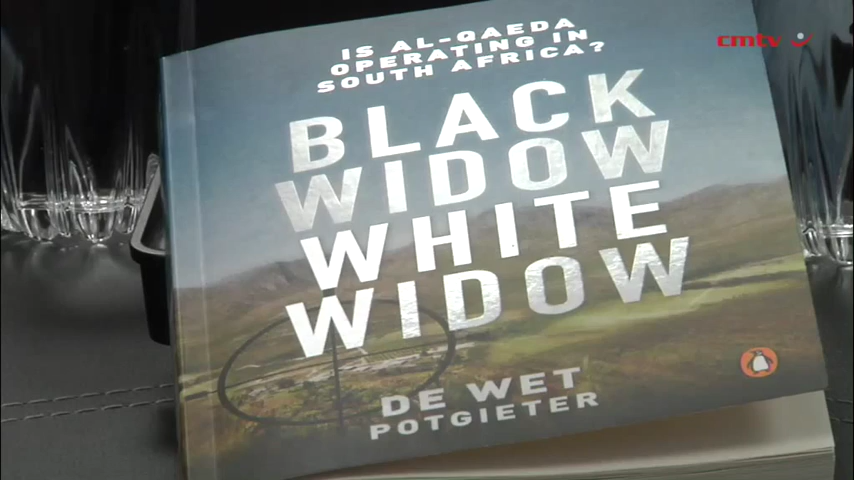 cmtv
IS AL-QAEDA
OPERATING IN
SOUTH AFRICA?
BLACK
WIDOW
WHITE
WIDOW
DE WET
POTGIETER